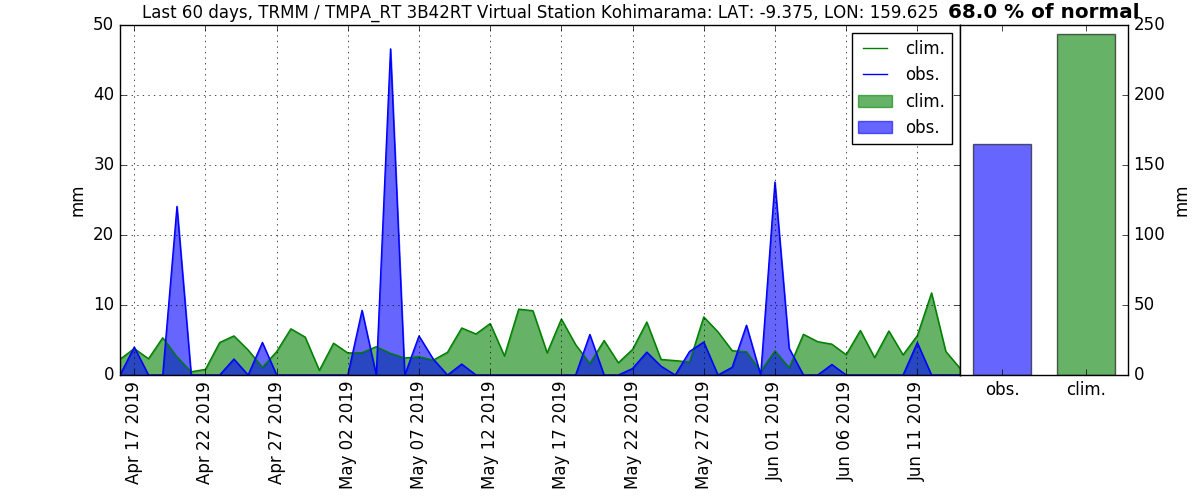 Last 60 days, TRMM / TMPA_RT 3B42RT Virtual Station Kohimarama: LAT: -9.375, LON: 159.625 68.0 % of normal
50
40
30
20
10
0
mm
clim.
obs.
clim.
obs.
250
200
150
100
50
0
mm
obs.
clim.
Apr 17 2019
Apr 22 2019
Apr 27 2019
May 02 2019
May 07 2019
May 12 2019
May 17 2019
May 22 2019
May 27 2019
Jun 01 2019
Jun 06 2019
Jun 11 2019